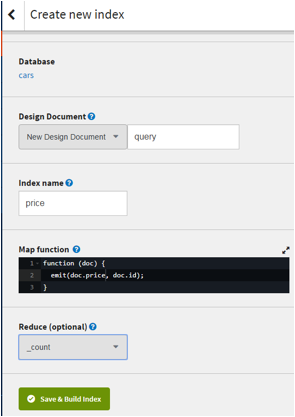 Create new index
Database
cars
Design Document ?
New Design Document query
Index name ?
price
Map function ?
1 function (doc) {
2 emit(doc.price, doc.id);
3 }
Reduce (optional) ?
_count
Save & Build Index